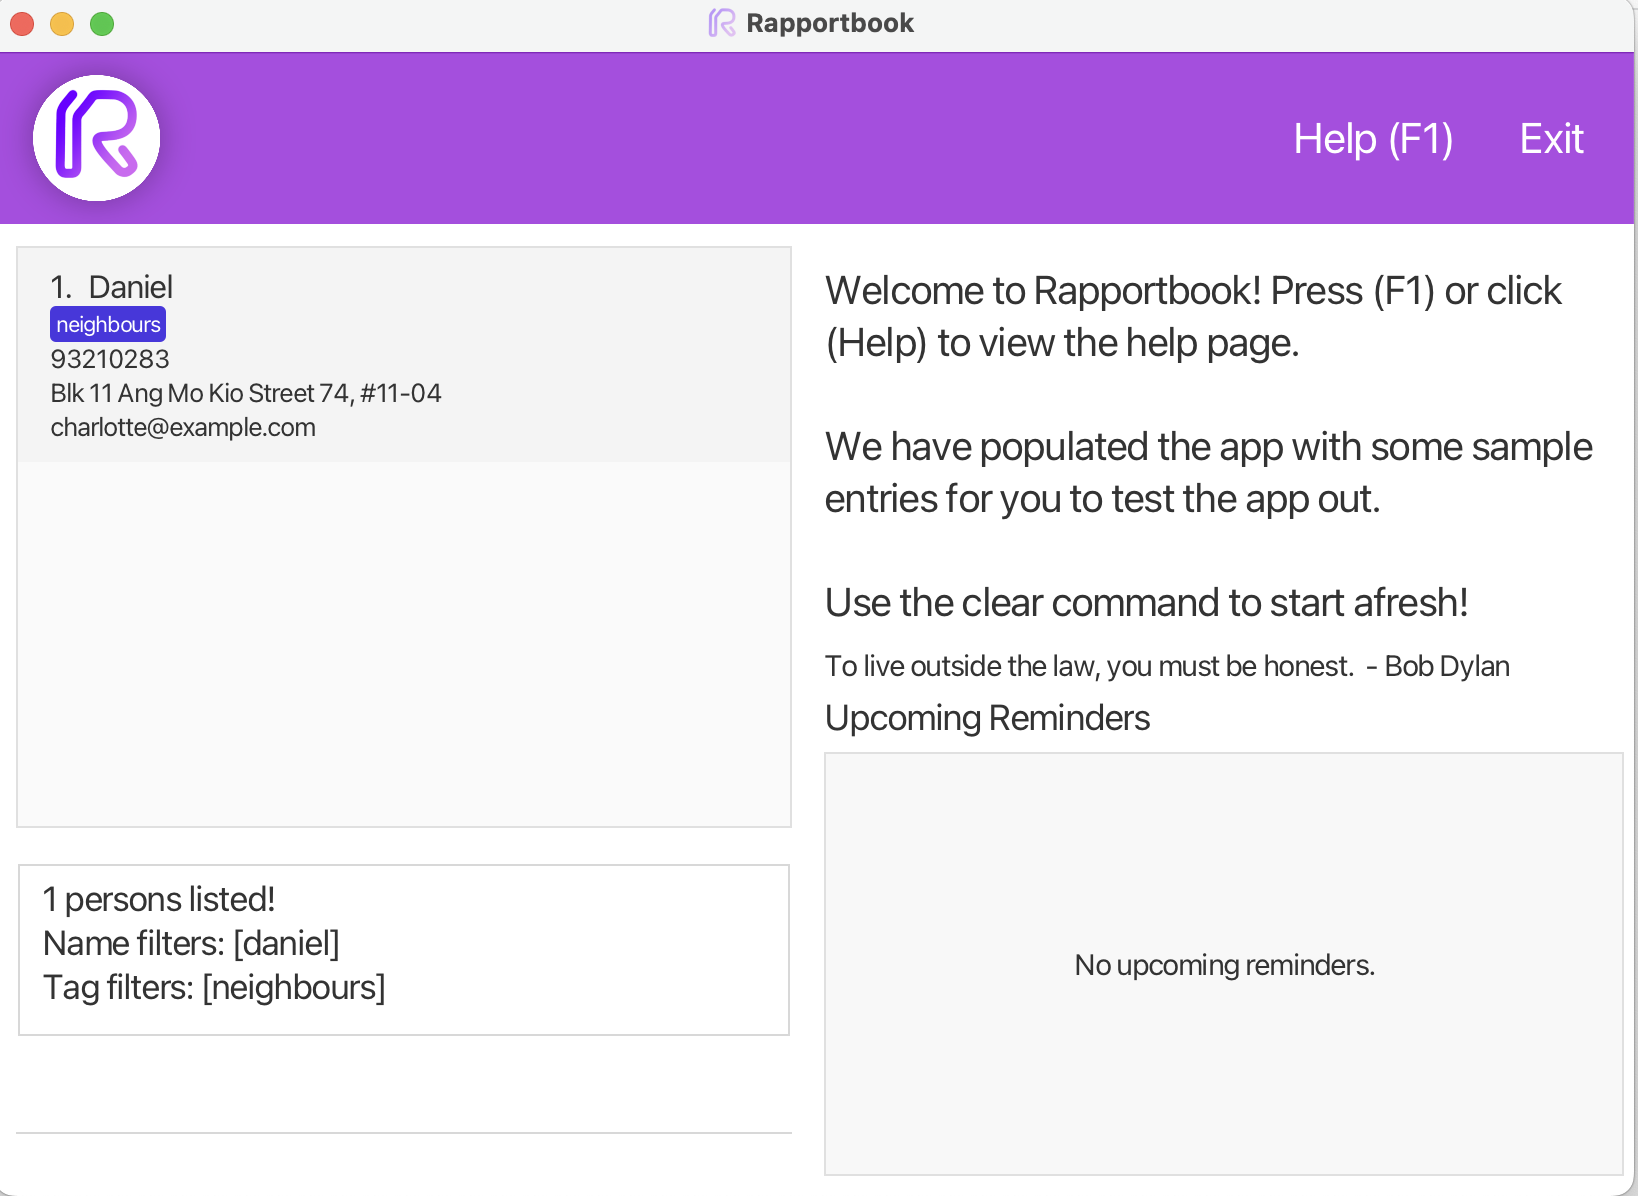 Rapportbook
Help (F1) Exit
1. Daniel
neighbours
93210283
Blk 11 Ang Mo Kio Street 74, #11-04
charlotte@example.com
1 persons listed!
Name filters: [daniel]
Tag filters: [neighbours]
Welcome to Rapportbook! Press (F1) or click
(Help) to view the help page.
We have populated the app with some sample
entries for you to test the app out.
Use the clear command to start afresh!
To live outside the law, you must be honest. - Bob Dylan
Upcoming Reminders
No upcoming reminders.